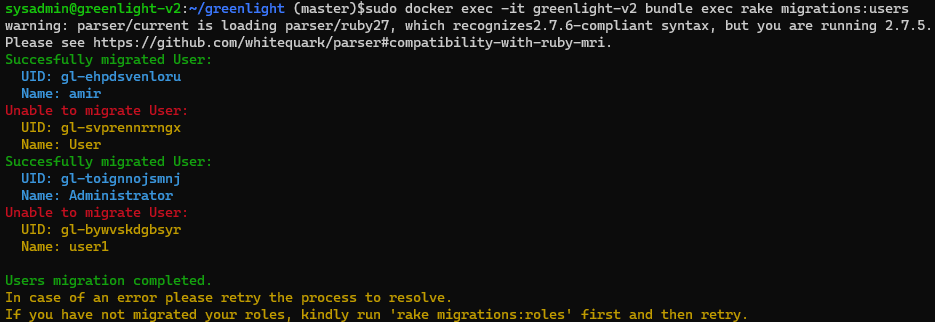 sysadmin@greenlight-v2:~/greenlight (master)$sudo docker exec -it greenlight-v2 bundle exec rake migrations:users
warning: parser/current is loading parser/ruby27, which recognizes2.7.6-compliant syntax, but you are running 2.7.5.
Please see https://github.com/whitequark/parser#compatibility-with-ruby-mri.
Succesfully migrated User:
UID: gl-ehpdsvenloru
Name: amir
Unable to migrate User:
UID: gl-svprennrrngx
Name: User
Succesfully migrated User:
UID: gl-toignnojsmnj
Name: Administrator
Unable to migrate User:
UID: gl-bywvskdgbsyr
Name: user1
Users migration completed.
In case of an error please retry the process to resolve.
If you have not migrated your roles, kindly run 'rake migrations:roles' first and then retry.